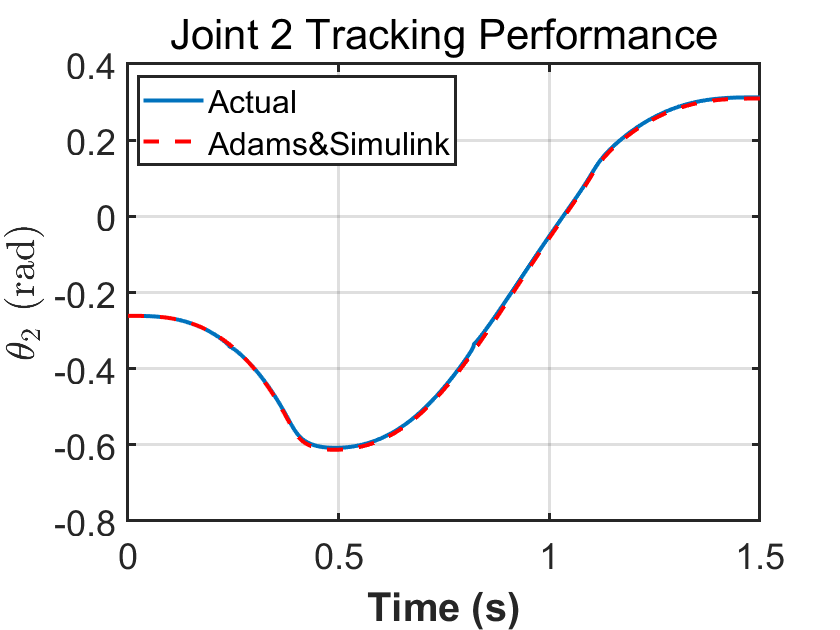 Joint 2 Tracking Performance
Actual
Adams&Simulink
0.4
0.2
0
-0.2
-0.4
-0.6
-0.8
θ2 (rad)
0 0.5 1 1.5
Time (s)